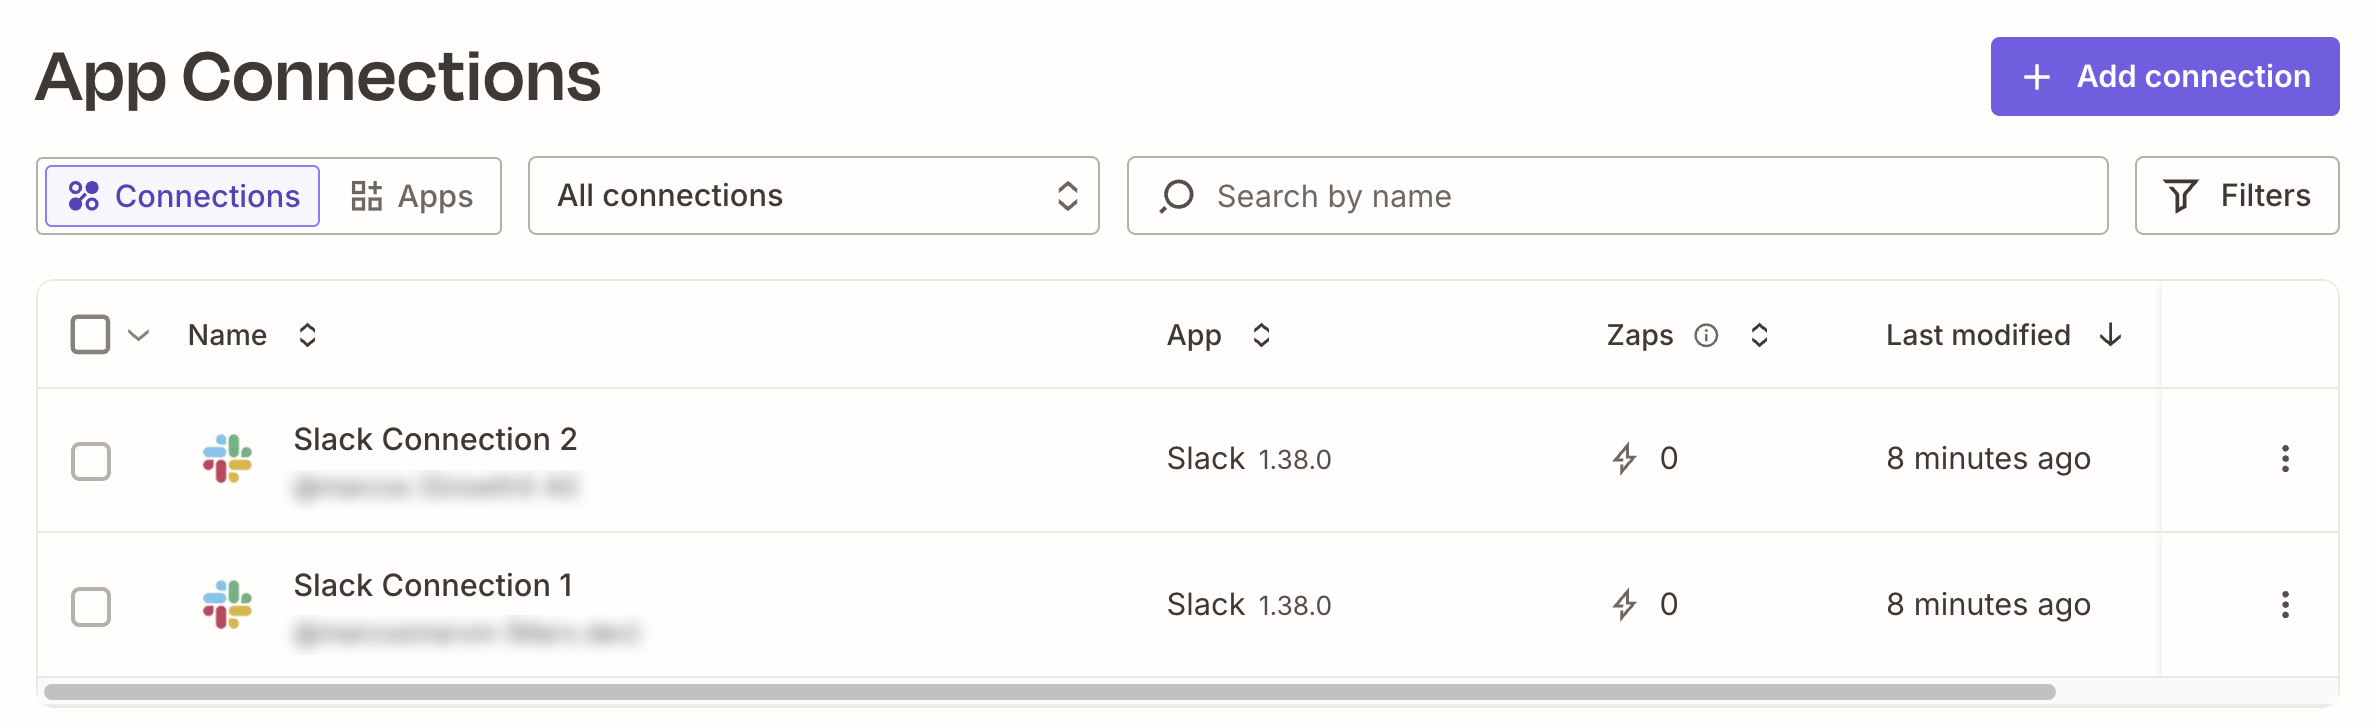 App Connections
+ Add connection
Connections Apps All connections Search by name Filters
Name App Zaps Last modified
Slack Connection 2
Slack 1.38.0 0 8 minutes ago
Slack Connection 1
Slack 1.38.0 0 8 minutes ago